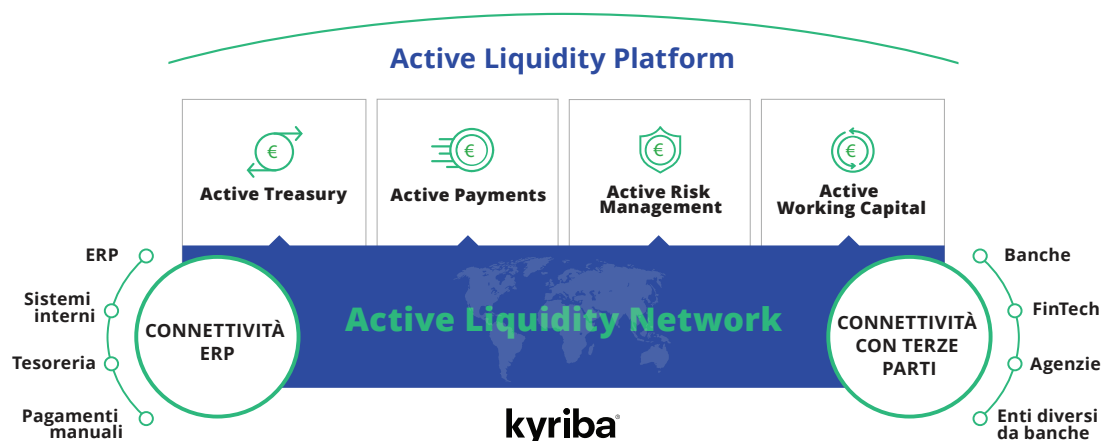 Active Liquidity Platform
€
€
€
€
Active Treasury
Active Payments
Active Risk
Management
Active
Working Capital
ERP
Sistemi
interni
Tesoreria
Pagamenti
manuali
CONNETTIVITÀ
ERP
Active Liquidity Network
CONNETTIVITÀ
CON TERZE
PARTI
Banche
FinTech
Agenzie
Enti diversi
da banche
kyriba®